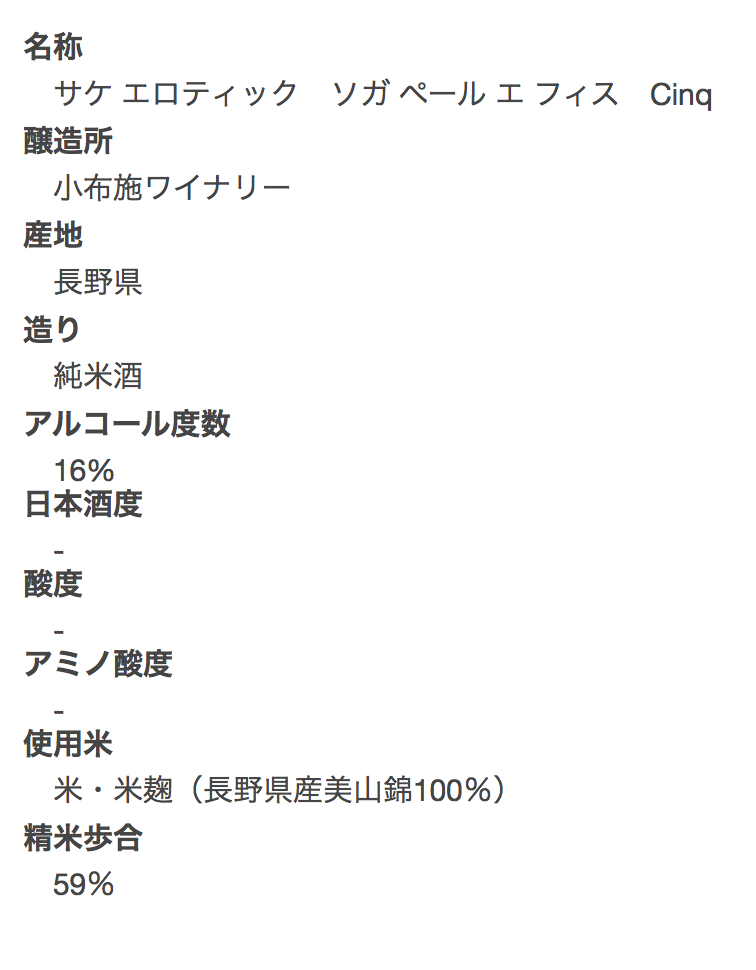 名称
サケ エロティック　ソガ ペール エ フィス　Cinq
醸造所
小布施ワイナリー
産地
長野県
造り
純米酒
アルコール度数
16%
日本酒度
-
酸度
-
アミノ酸度
-
使用米
米・米麹（長野県産美山錦100%）
精米歩合
59%